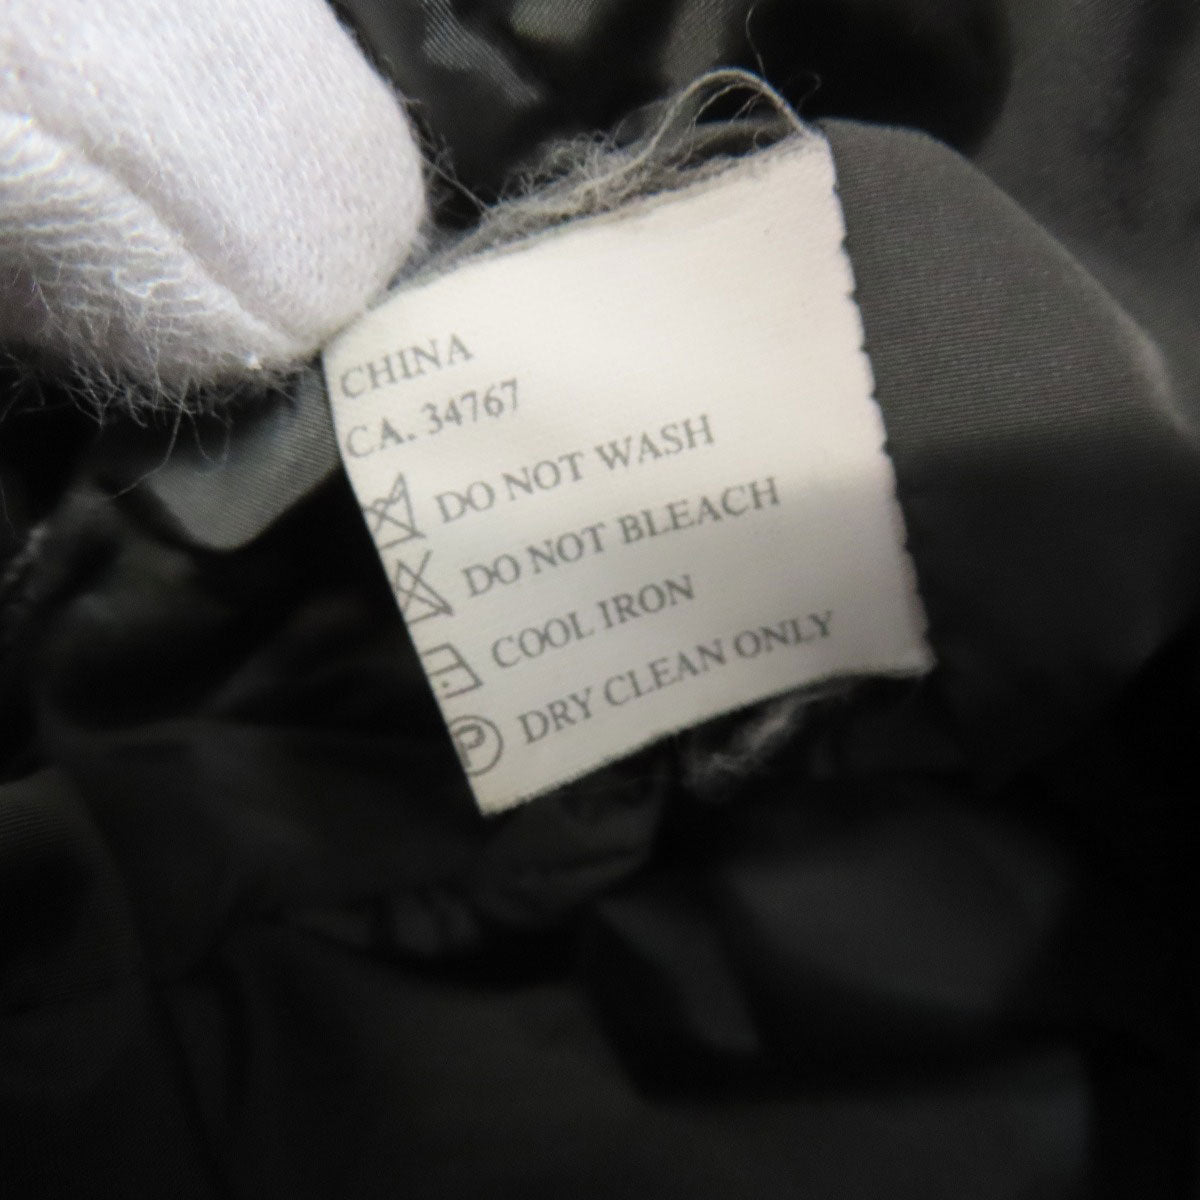 CHINA
CA. 34767
DO NOT WASH
DO NOT BLEACH
COOL IRON
P DRY CLEAN ONLY